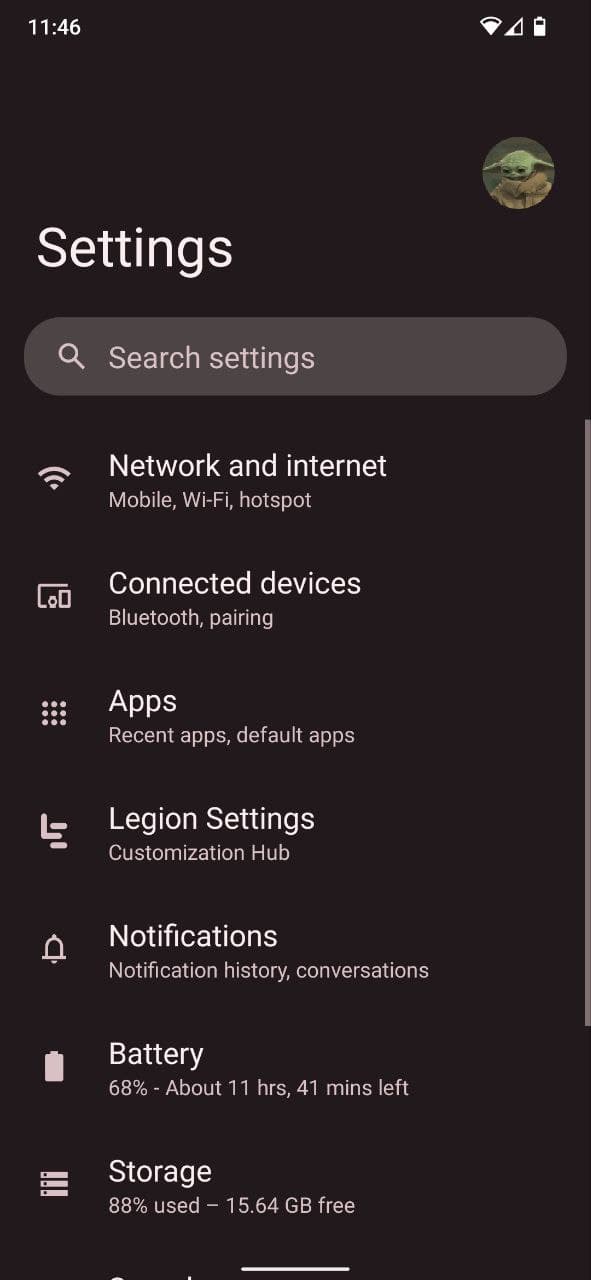 11:46
Settings
Search settings
Network and internet
Mobile, Wi-Fi, hotspot
Connected devices
Bluetooth, pairing
Apps
Recent apps, default apps
Legion Settings
Customization Hub
Notifications
Notification history, conversations
Battery
68% - About 11 hrs, 41 mins left
Storage
88% used – 15.64 GB free